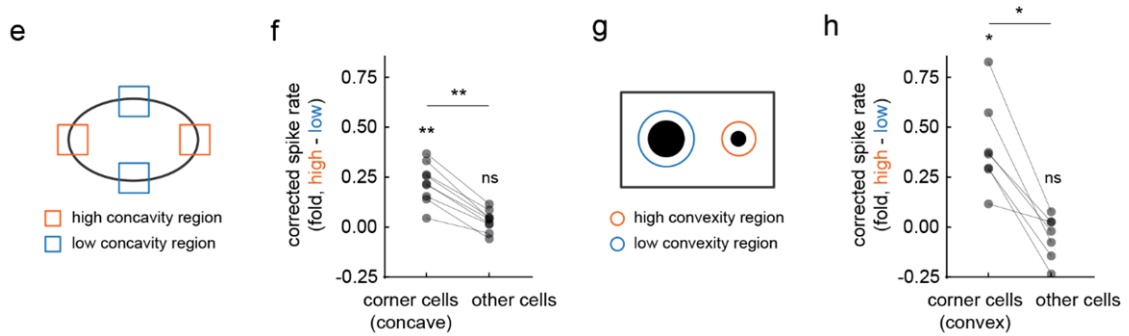 e
high concavity region
low concavity region
f
corrected spike rate
(fold, high - low)
0.75
0.50
0.25
0.00
-0.25
**
**
ns
corner cells
(concave)
other cells
g
high convexity region
low convexity region
h
corrected spike rate
(fold, high - low)
0.75
0.50
0.25
0.00
-0.25
*
*
ns
corner cells
(convex)
other cells